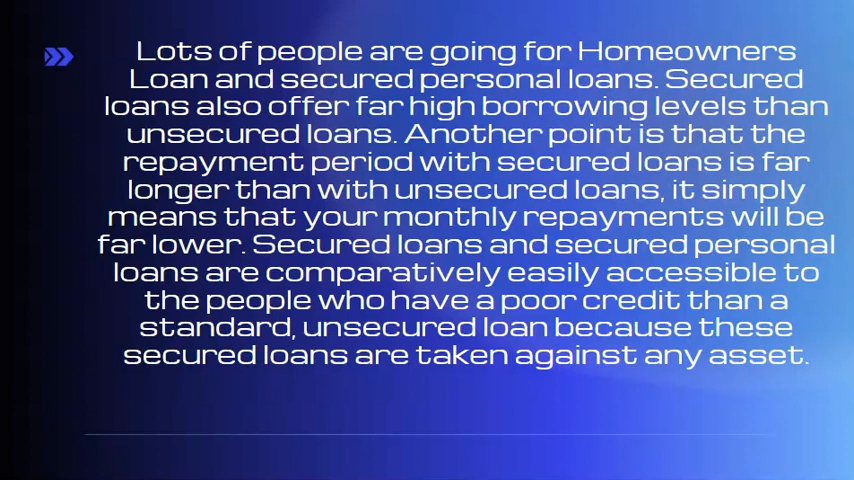 Lots of people are going for Homeowners
Loan and secured personal loans. Secured
loans also offer far high borrowing levels than
unsecured loans. Another point is that the
repayment period with secured loans is far
longer than with unsecured loans, it simply
means that your monthly repayments will be
far lower. Secured loans and secured personal
loans are comparatively easily accessible to
the people who have a poor credit than a
standard, unsecured loan because these
secured loans are taken against any asset.